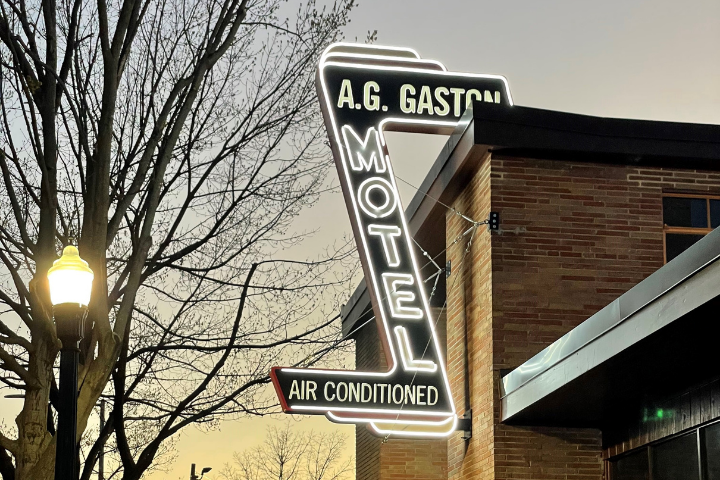 A.G. GASTON
MOTEL
AIR CONDITIONED